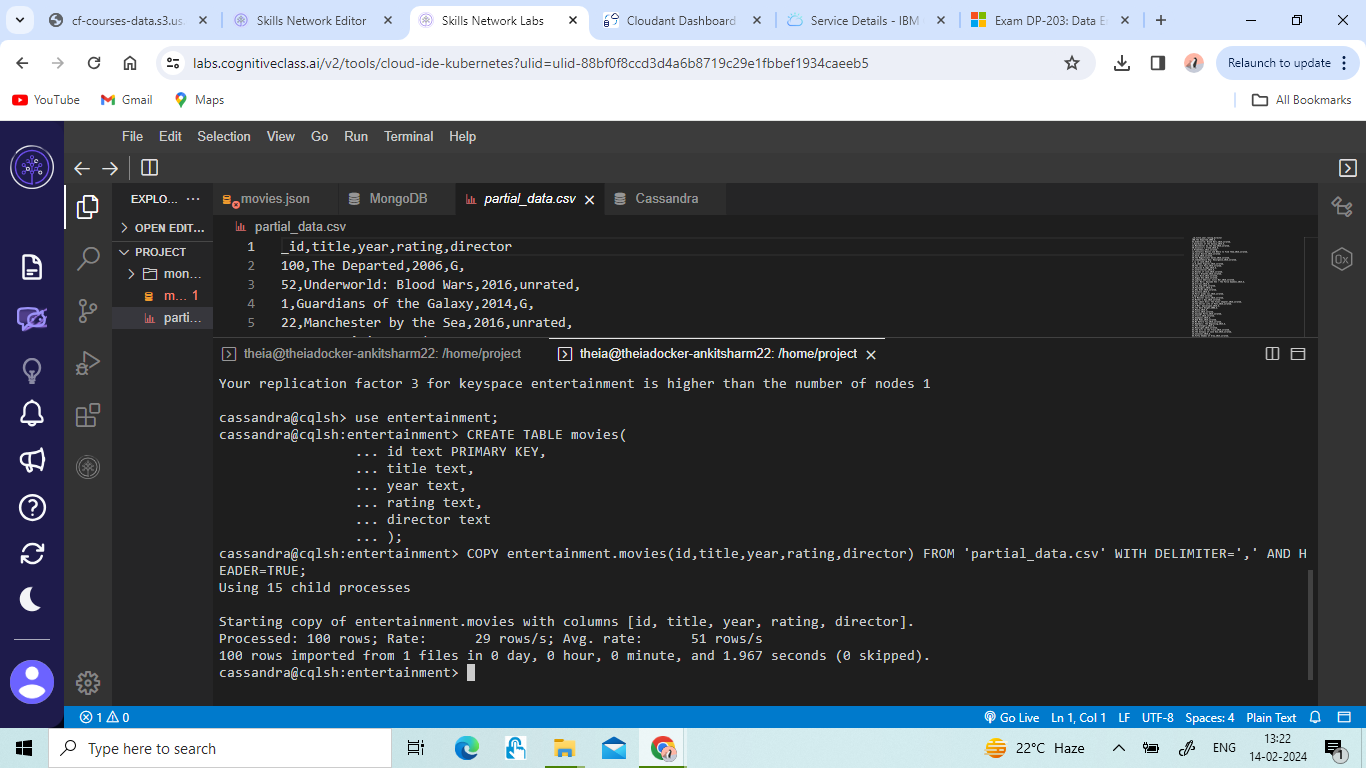 cf-courses-data.s3.us
Skills Network Editor
Skills Network Labs
Cloudant Dashboard
Service Details - IBM
Exam DP-203: Data E
labs.cognitiveclass.ai/v2/tools/cloud-ide-kubernetes?ulid=ulid-88bf0f8ccd3d4a6b8719c29e1fbbef1934caeeb5
Relaunch to update
YouTube Gmail Maps
All Bookmarks
File Edit Selection View Go Run Terminal Help
EXPLO... ···
movies.json
MongoDB
partial_data.csv
Cassandra
OPEN EDIT...
PROJECT
mon...
m... 1
parti...
partial_data.csv
1 _id,title,year,rating,director
2 100,The Departed,2006,G,
3 52,Underworld: Blood Wars,2016,unrated,
4 1,Guardians of the Galaxy,2014,G,
5 22,Manchester by the Sea,2016,unrated,
theia@theiadocker-ankitsharm22: /home/project
theia@theiadocker-ankitsharm22: /home/project
Your replication factor 3 for keyspace entertainment is higher than the number of nodes 1
cassandra@cqlsh> use entertainment;
cassandra@cqlsh:entertainment> CREATE TABLE movies(
... id text PRIMARY KEY,
... title text,
... year text,
... rating text,
... director text
... );
cassandra@cqlsh:entertainment> COPY entertainment.movies(id,title,year,rating,director) FROM 'partial_data.csv' WITH DELIMITER=',' AND H
EADER=TRUE;
Using 15 child processes
Starting copy of entertainment.movies with columns [id, title, year, rating, director].
Processed: 100 rows; Rate: 29 rows/s; Avg. rate: 51 rows/s
100 rows imported from 1 files in 0 day, 0 hour, 0 minute, and 1.967 seconds (0 skipped).
cassandra@cqlsh:entertainment>
1 0
Go Live Ln 1, Col 1 LF UTF-8 Spaces: 4 Plain Text
Type here to search
22°C Haze
ENG
13:22
14-02-2024
1